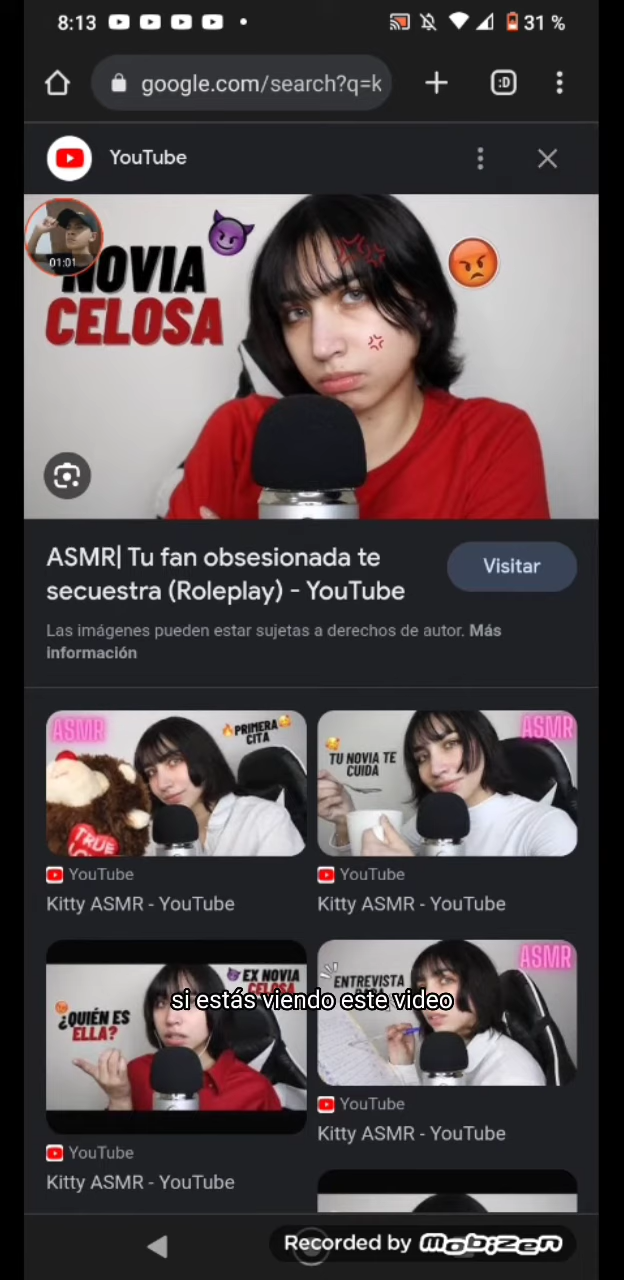 8:13
31 %
:D
google.com/search?q=k
YouTube
01:01
NOVIA
CELOSA
ASMR| Tu fan obsesionada te
secuestra (Roleplay) - YouTube
Visitar
Las imágenes pueden estar sujetas a derechos de autor. Más
información
ASMR
PRIMERA
CITA
TRUE
YouTube
Kitty ASMR - YouTube
ASMR
TU NOVIA TE
CUIDA
YouTube
Kitty ASMR - YouTube
EX NOVIA
CELOSA
¿QUIÉN ES
ELLA?
YouTube
Kitty ASMR - YouTube
ASMR
ENTREVISTA
YouTube
Kitty ASMR - YouTube
si estás viendo este video
Recorded by Mobizen